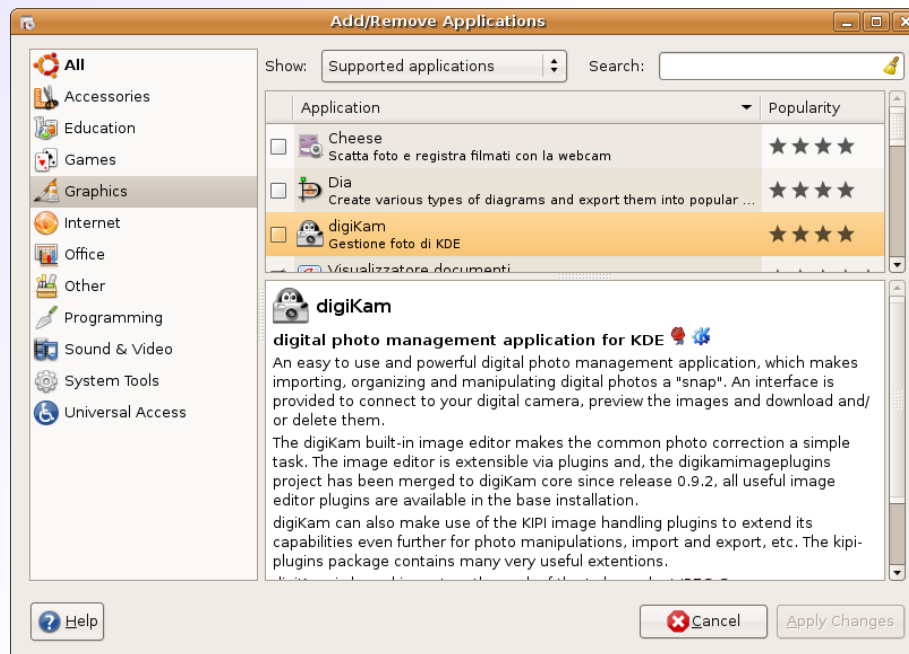 Add/Remove Applications
All
Accessories
Education
Games
Graphics
Internet
Office
Other
Programming
Sound & Video
System Tools
Universal Access
Show: Supported applications Search:
Application Popularity
Cheese
Scatta foto e registra filmati con la webcam
Dia
Create various types of diagrams and export them into popular ...
digiKam
Gestione foto di KDE
Visualizzatore documenti
digiKam
digital photo management application for KDE
An easy to use and powerful digital photo management application, which makes
importing, organizing and manipulating digital photos a "snap". An interface is
provided to connect to your digital camera, preview the images and download and/
or delete them.
The digiKam built-in image editor makes the common photo correction a simple
task. The image editor is extensible via plugins and, the digikamimageplugins
project has been merged to digiKam core since release 0.9.2, all useful image
editor plugins are available in the base installation.
digiKam can also make use of the KIPI image handling plugins to extend its
capabilities even further for photo manipulations, import and export, etc. The kipi-
plugins package contains many very useful extentions.
Help
Cancel
Apply Changes